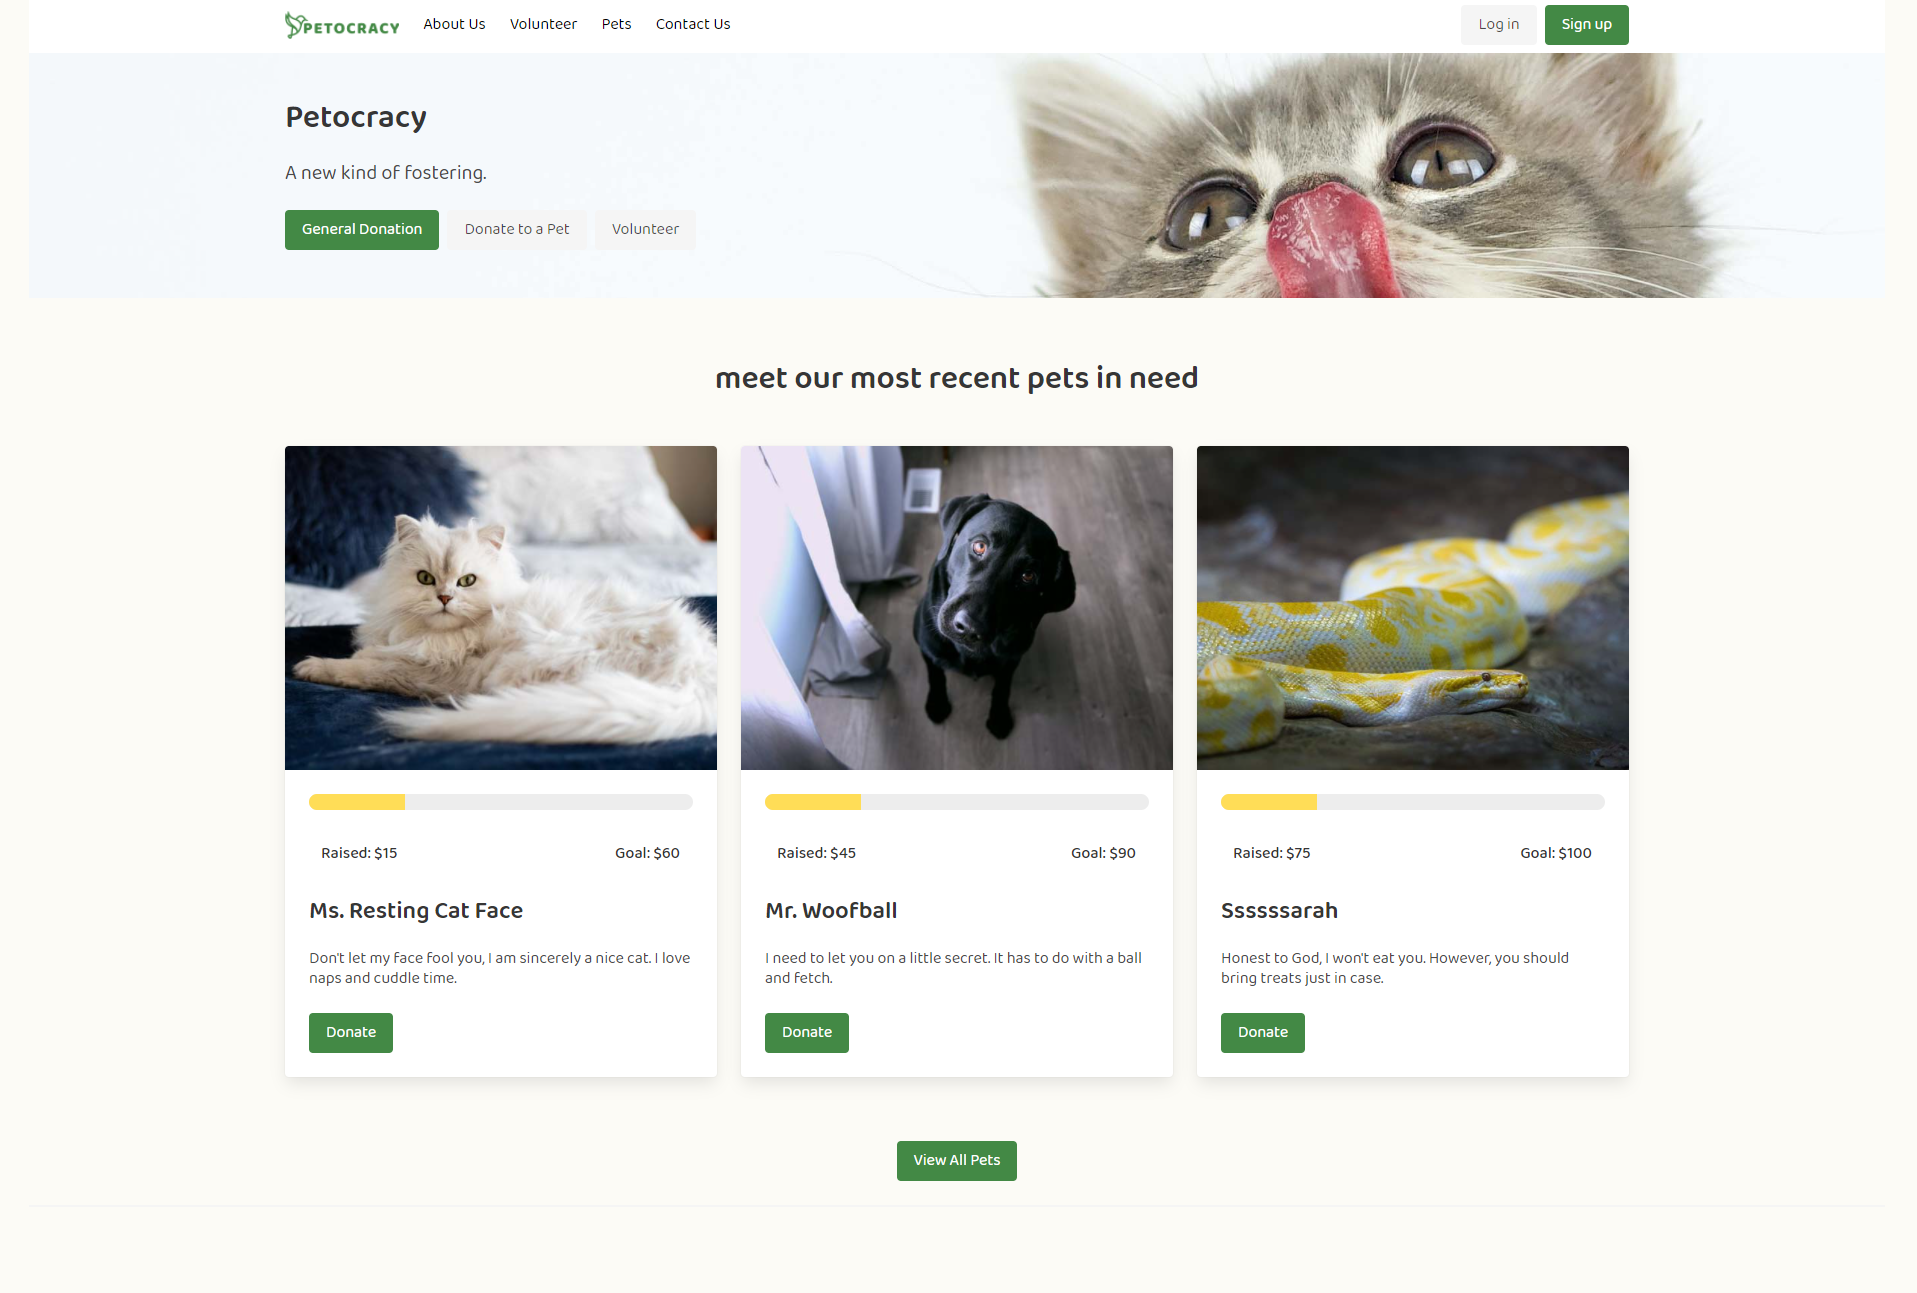 PETOCRACY About Us Volunteer Pets Contact Us Log in Sign up
Petocracy
A new kind of fostering.
General Donation Donate to a Pet Volunteer
meet our most recent pets in need
Raised: $15 Goal: $60
Ms. Resting Cat Face
Don't let my face fool you, I am sincerely a nice cat. I love
naps and cuddle time.
Donate
Raised: $45 Goal: $90
Mr. Woofball
I need to let you on a little secret. It has to do with a ball
and fetch.
Donate
Raised: $75 Goal: $100
Sssssssarah
Honest to God, I won't eat you. However, you should
bring treats just in case.
Donate
View All Pets